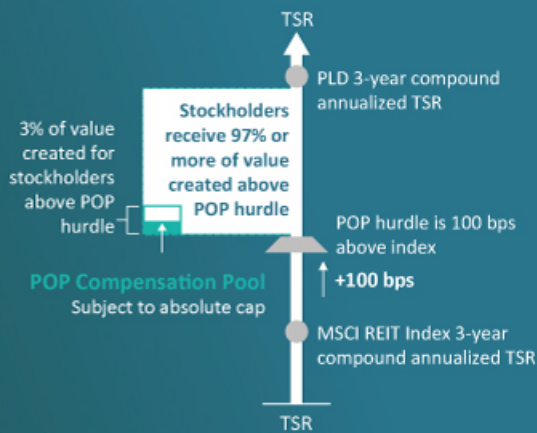 TSR
PLD 3-year compound
annualized TSR
Stockholders
receive 97% or
more of value
created above
POP hurdle
3% of value
created for
stockholders
above POP
hurdle
POP hurdle is 100 bps
above index
+100 bps
POP Compensation Pool
Subject to absolute cap
MSCI REIT Index 3-year
compound annualized TSR
TSR